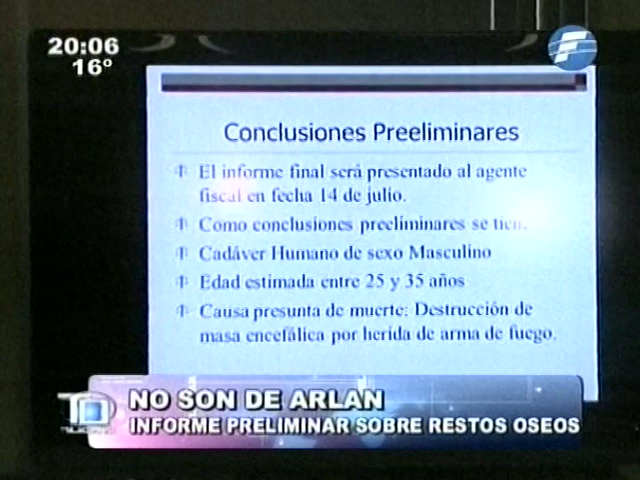 20:06
16º
Conclusiones Preeliminares
El informe final será presentado al agente
fiscal en fecha 14 de julio.
Como conclusiones preeliminares se tien
Cadáver Humano de sexo Masculino
Edad estimada entre 25 y 35 años
Causa presunta de muerte: Destrucción de
masa encefálica por herida de arma de fuego.
NO SON DE ARLAN
INFORME PRELIMINAR SOBRE RESTOS OSEOS